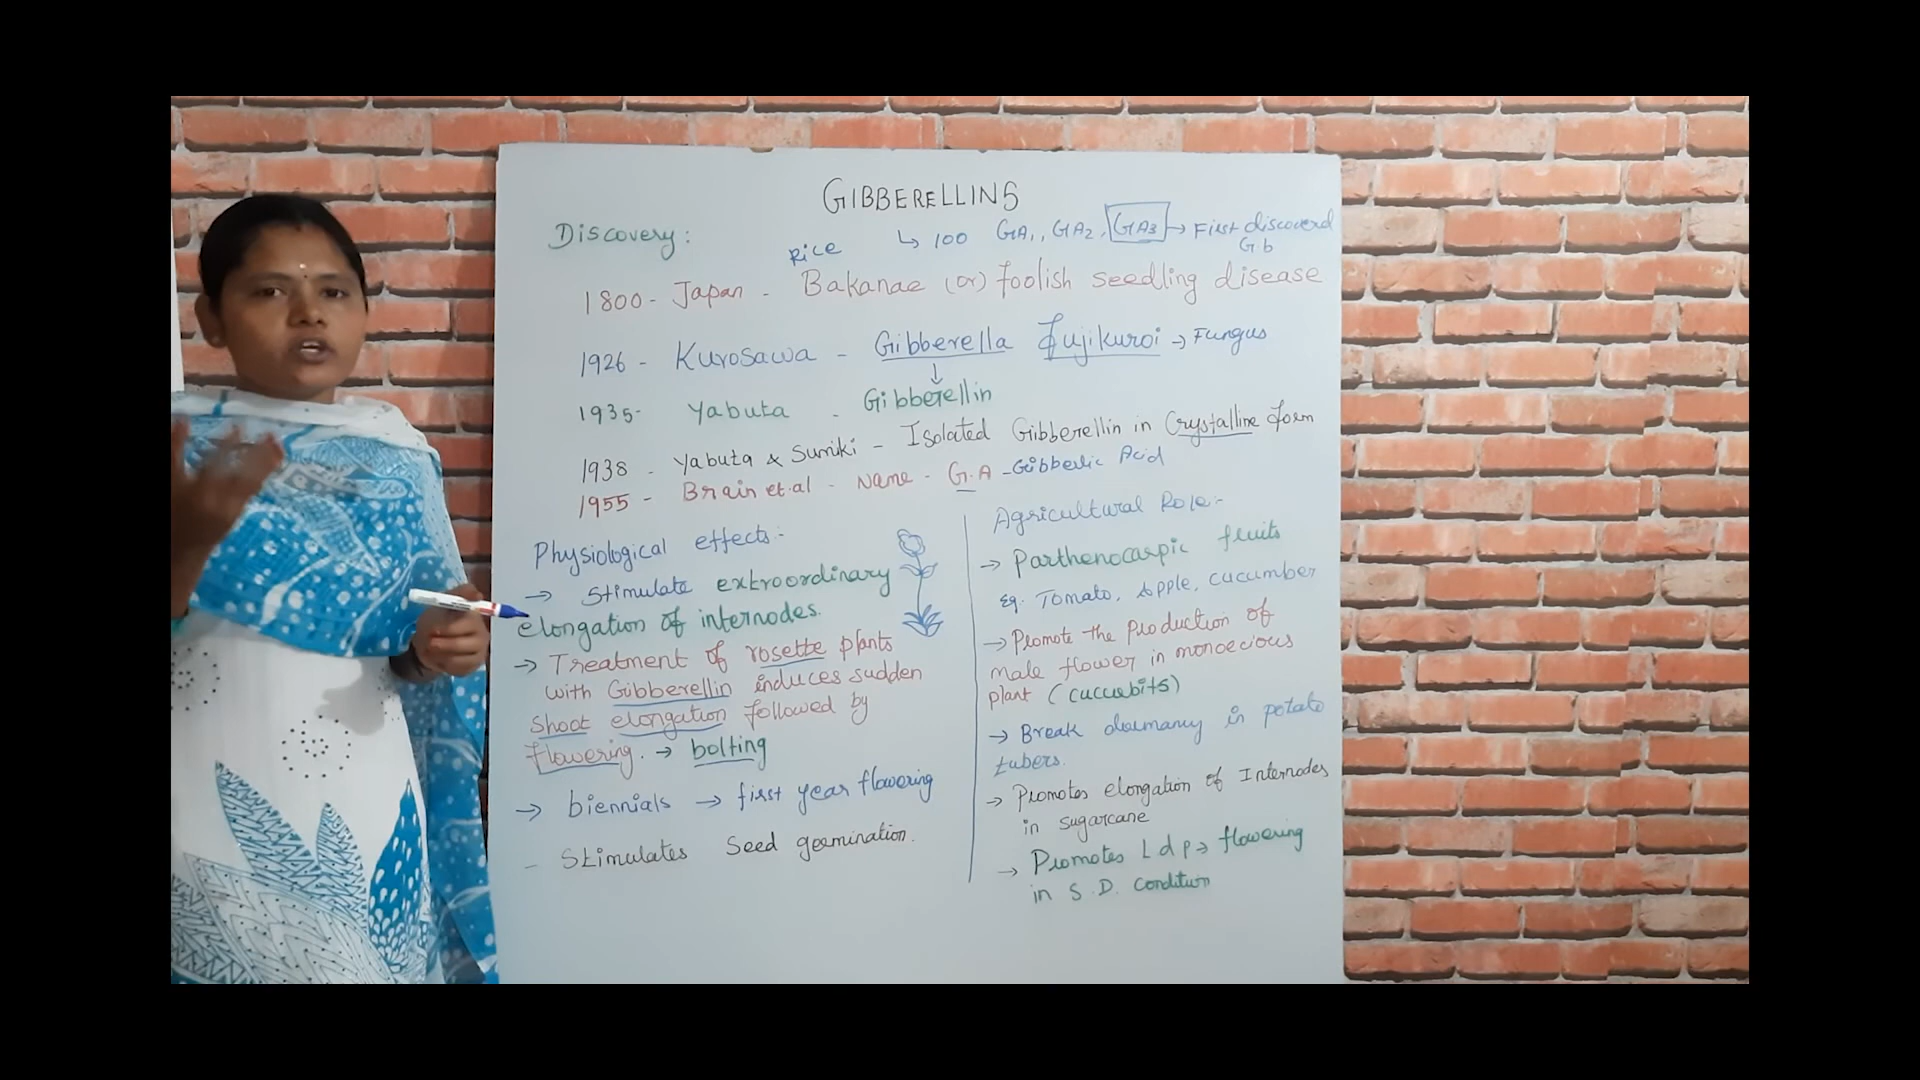 GIBBERELLINS
Discovery:
↳ 100 GA1, GA2, GA3 → First discovered
Gb
Rice
1800 - Japan - Bakanae (or) foolish seedling disease
1926 - Kurosawa - Gibberella fujikuroi → Fungus
↓
1935 - Yabuta - Gibberellin
1938 - Yabuta & Sumiki - Isolated Gibberellin in Crystalline form
1955 - Brain et.al - Name - G.A - Gibberlic Acid
Physiological effects:-
→ Stimulate extroordinary
elongation of internodes.
→ Treatment of rosette plants
with Gibberellin induces sudden
Shoot elongation followed by
flowering. → bolting
→ biennials → first year flowering
- Stimulates Seed germination.
Agricultural Role:-
→ Parthenocarpic fruits
Eg. Tomato, Apple, cucumber
→ Promote the Production of
male flower in monoecious
plant (cucurbits)
→ Break dormancy in potato
tubers.
→ Promotes elongation of Internodes
in sugarcane
→ Promotes Ldp → flowering
in S.D. condition